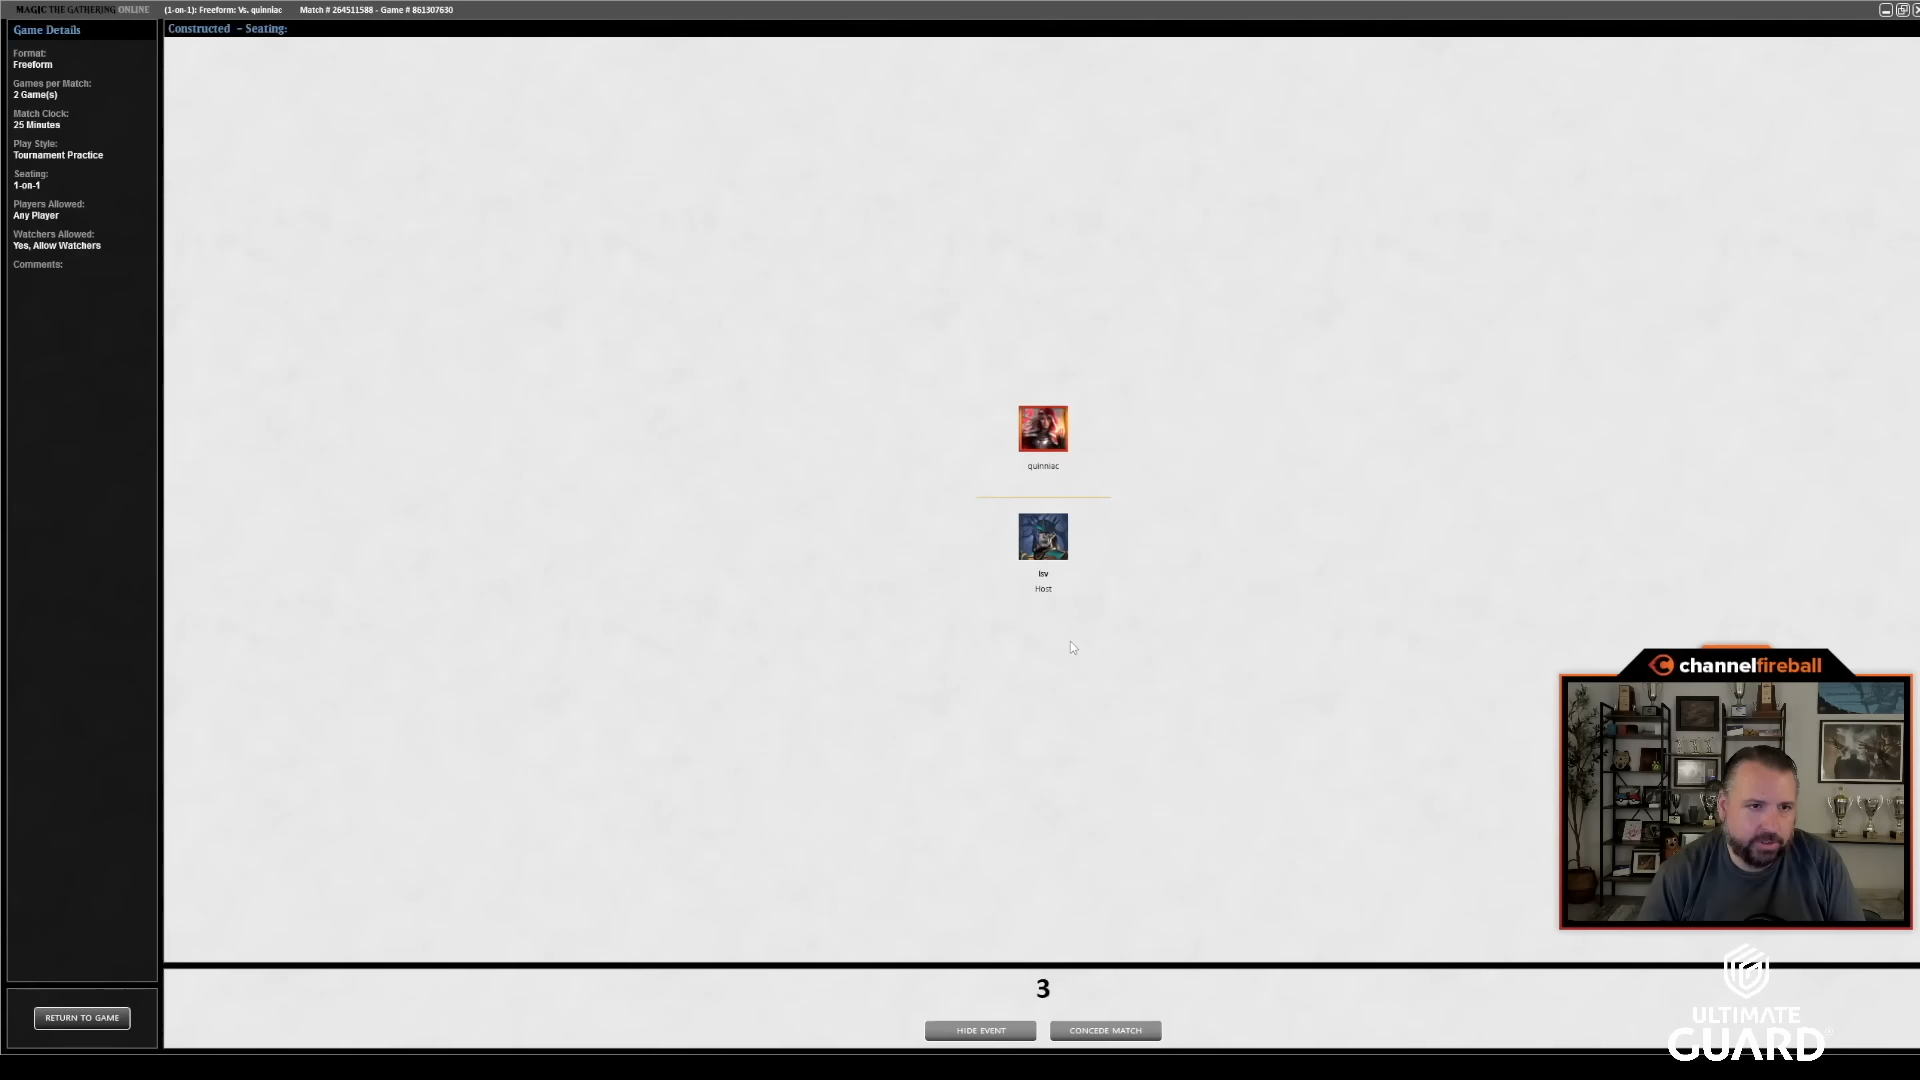 MAGIC THE GATHERING ONLINE
(1-on-1): Freeform: Vs. quinniac
Match # 264511588 - Game # 861307630
Game Details
Constructed - Seating:
Format:
Freeform
Games per Match:
2 Game(s)
Match Clock:
25 Minutes
Play Style:
Tournament Practice
Seating:
1-on-1
Players Allowed:
Any Player
Watchers Allowed:
Yes, Allow Watchers
Comments:
quinniac
lsv
Host
channelfireball
3
RETURN TO GAME
HIDE EVENT
CONCEDE MATCH
ULTIMATE
GUARD®